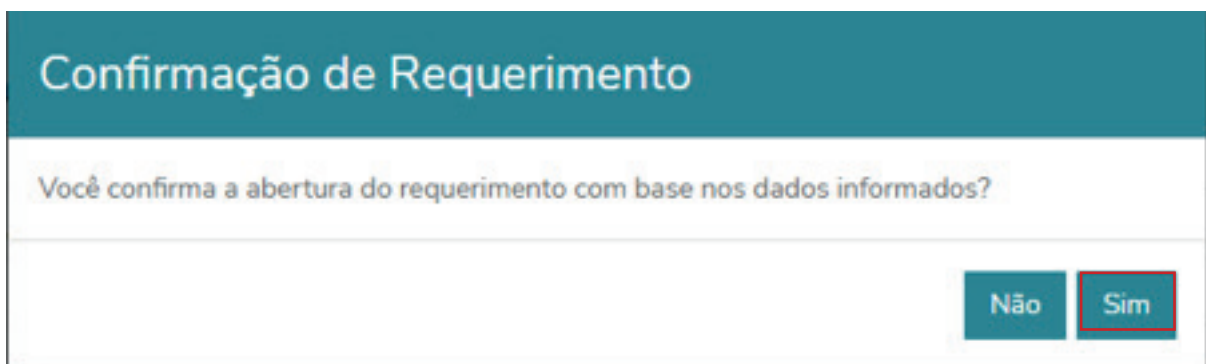 Confirmação de Requerimento
Você confirma a abertura do requerimento com base nos dados informados?
Não Sim